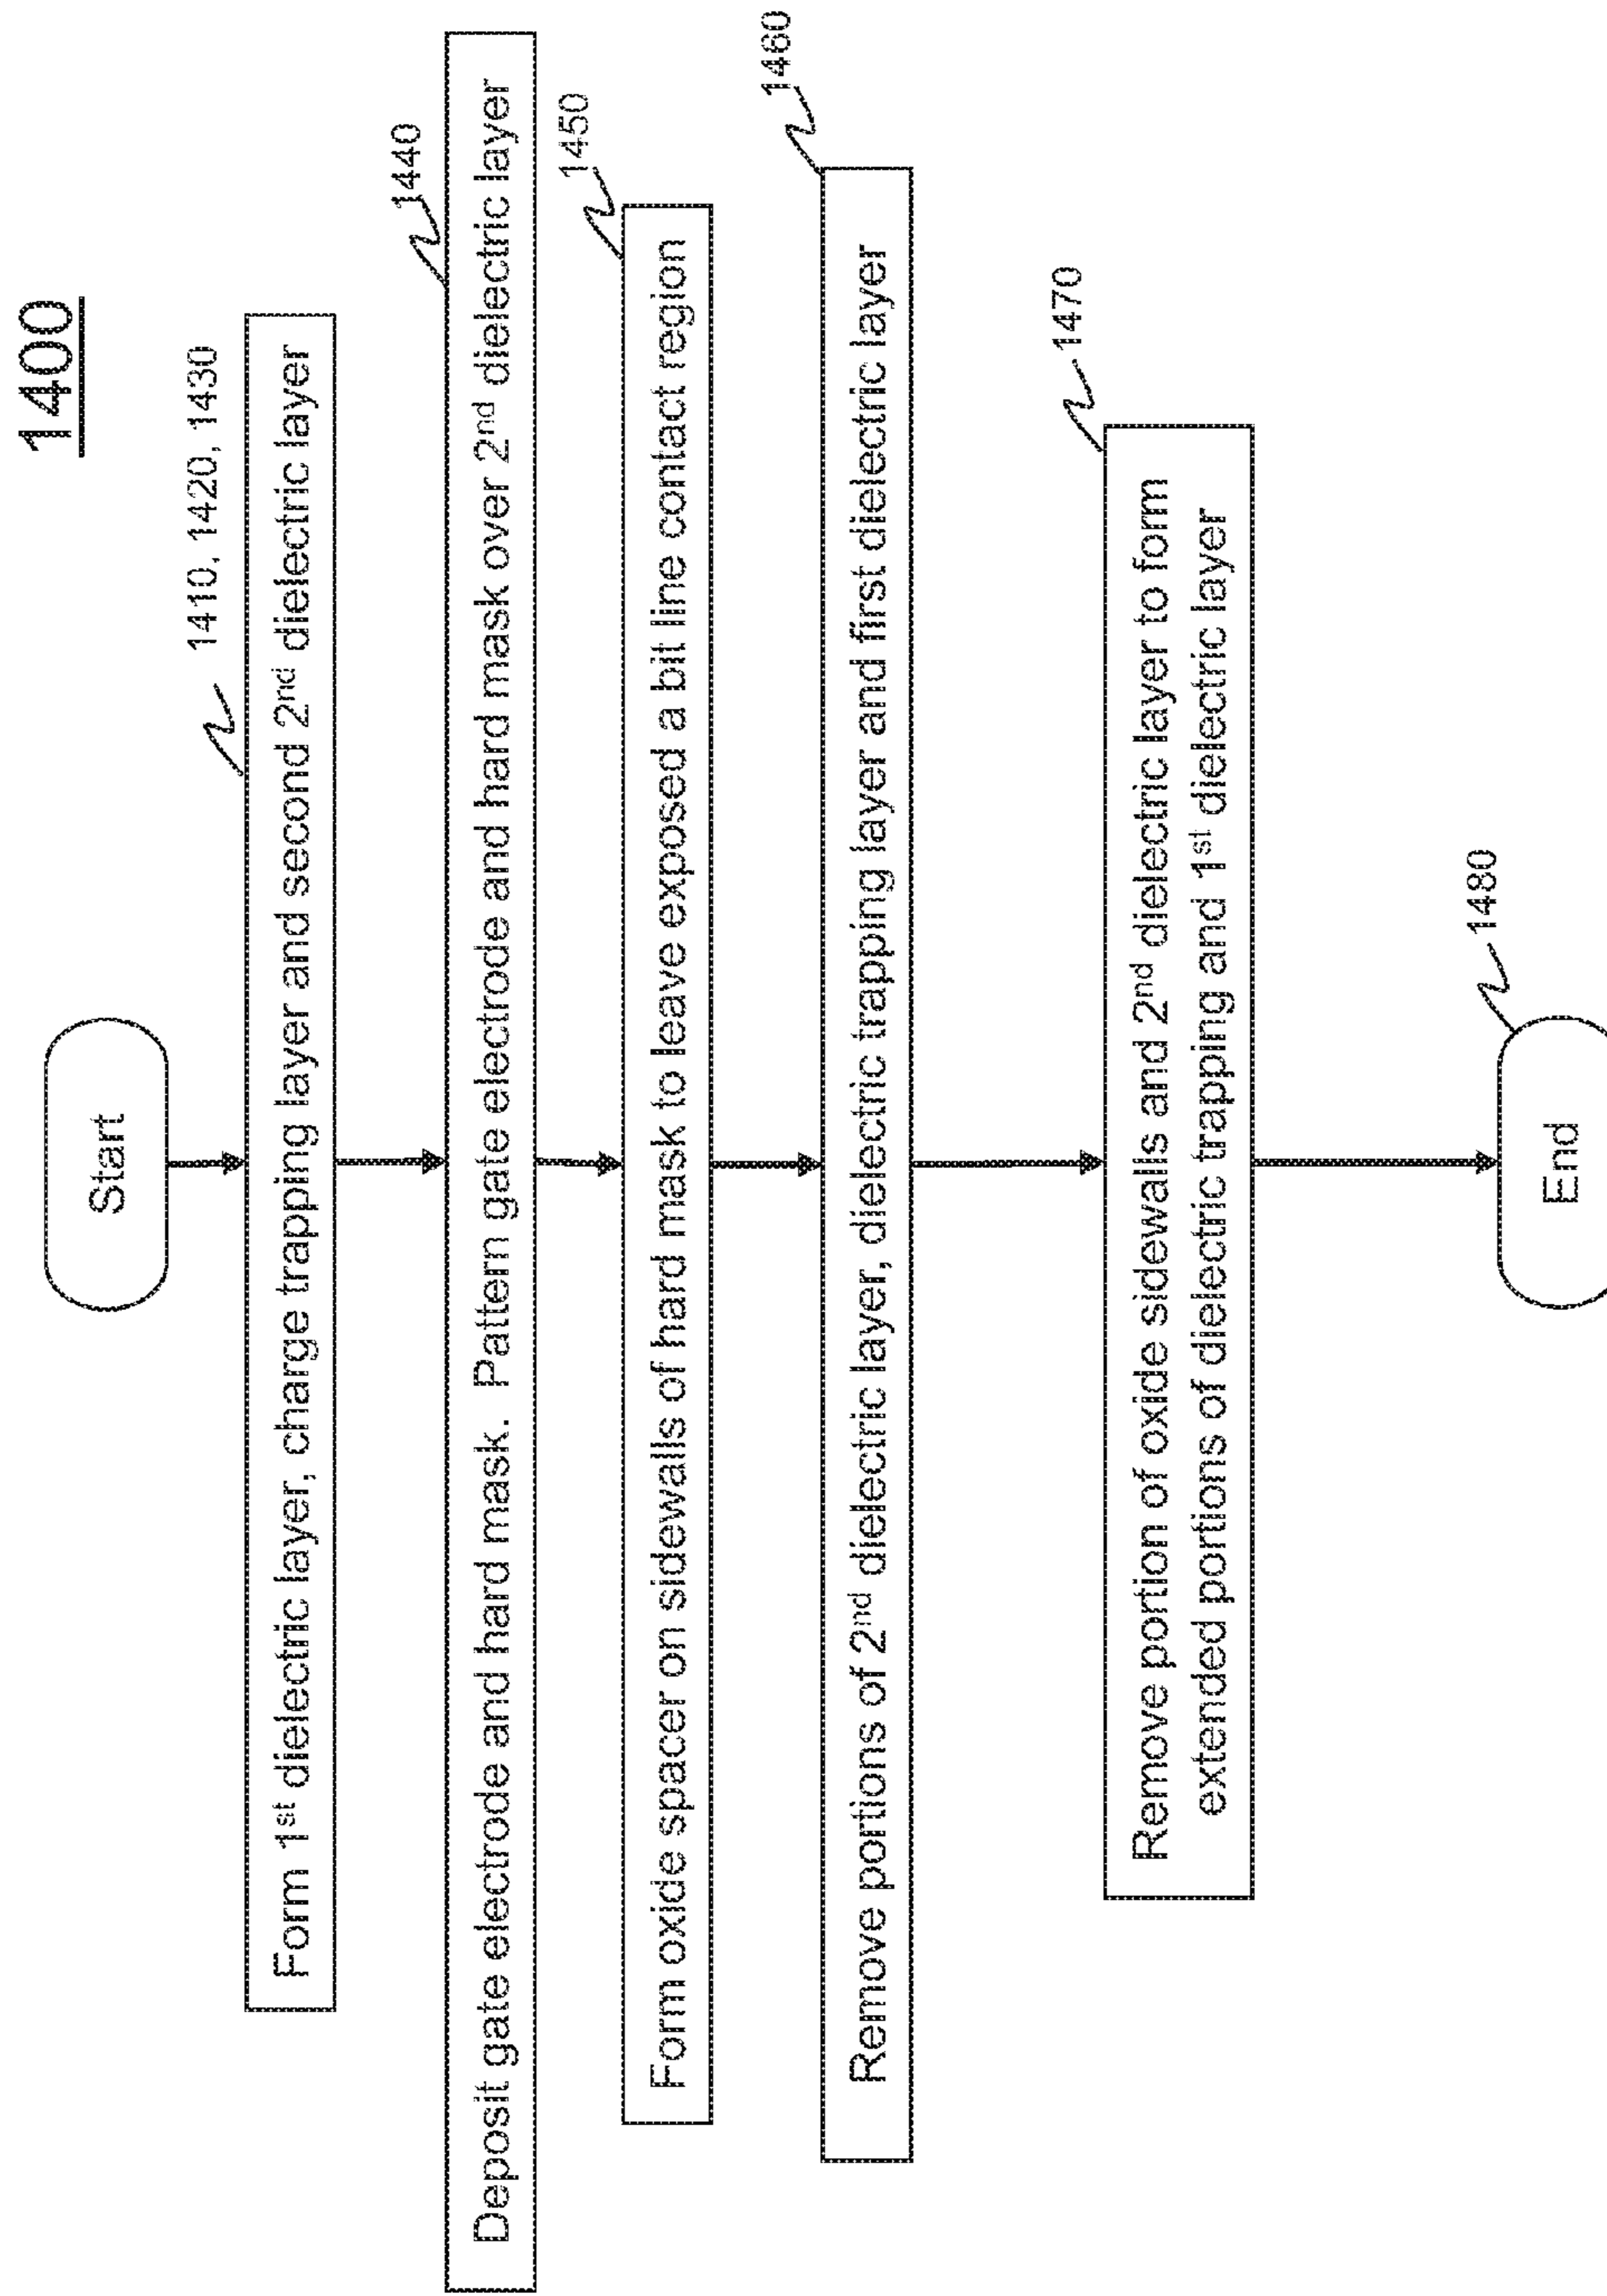 1400
Start
1410, 1420, 1430
Form 1st dielectric layer, charge trapping layer and second 2nd dielectric layer
1440
Deposit gate electrode and hard mask. Pattern gate electrode and hard mask over 2nd dielectric layer
1450
Form oxide spacer on sidewalls of hard mask to leave exposed a bit line contact region
1460
Remove portions of 2nd dielectric layer, dielectric trapping layer and first dielectric layer
1470
Remove portion of oxide sidewalls and 2nd dielectric layer to form
extended portions of dielectric trapping and 1st dielectric layer
1480
End